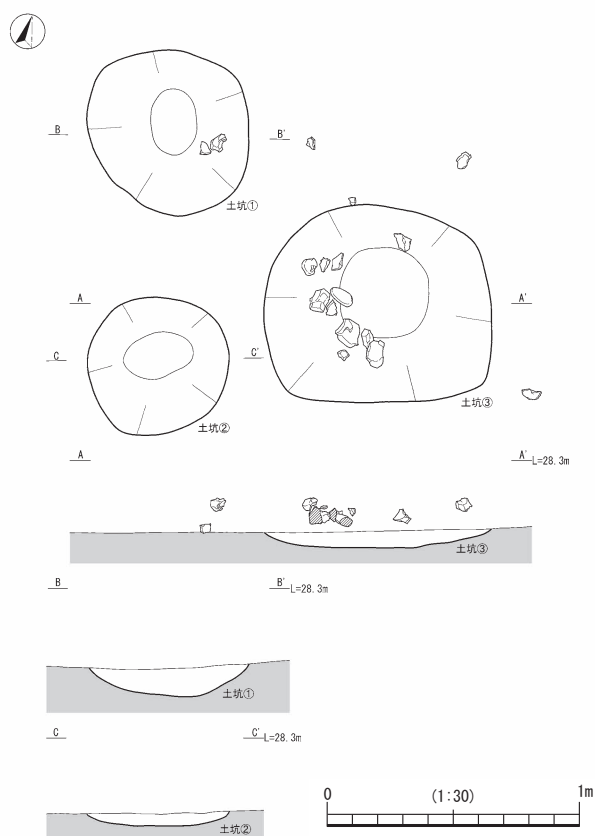 B
B'
土坑①
A
A'
C
C'
土坑②
土坑③
A
A' L=28.3m
土坑③
B
B' L=28.3m
土坑①
C
C' L=28.3m
土坑②
0 (1:30) 1m